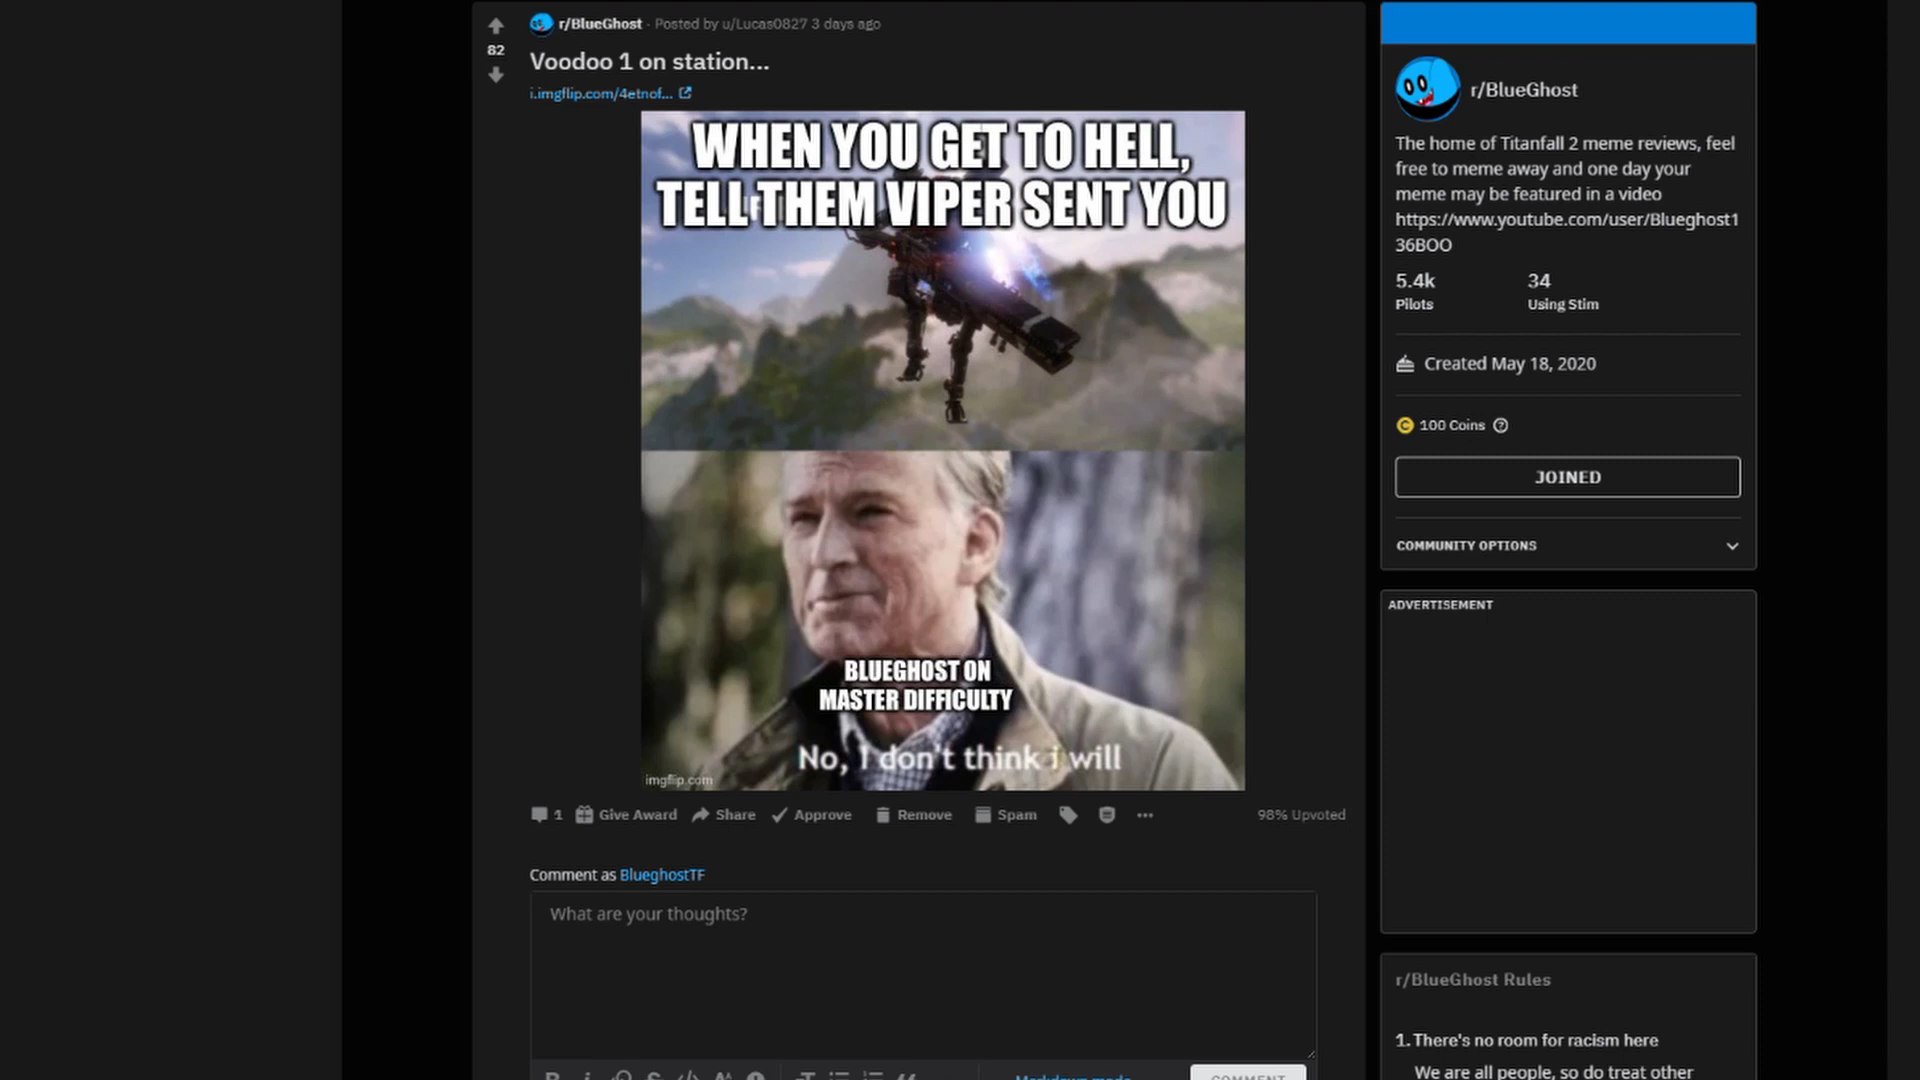 r/BlueGhost · Posted by u/Lucas0827 3 days ago
82
Voodoo 1 on station...
i.imgflip.com/4etnof...
WHEN YOU GET TO HELL,
TELL THEM VIPER SENT YOU
BLUEGHOST ON
MASTER DIFFICULTY
No, I don't think i will
imgflip.com
1 Give Award Share Approve Remove Spam ··· 98% Upvoted
Comment as BlueghostTF
What are your thoughts?
Markdown mode
COMMENT
r/BlueGhost
The home of Titanfall 2 meme reviews, feel
free to meme away and one day your
meme may be featured in a video
https://www.youtube.com/user/Blueghost1
36BOO
5.4k 34
Pilots Using Stim
Created May 18, 2020
100 Coins
JOINED
COMMUNITY OPTIONS
ADVERTISEMENT
r/BlueGhost Rules
1. There's no room for racism here
We are all people, so do treat other